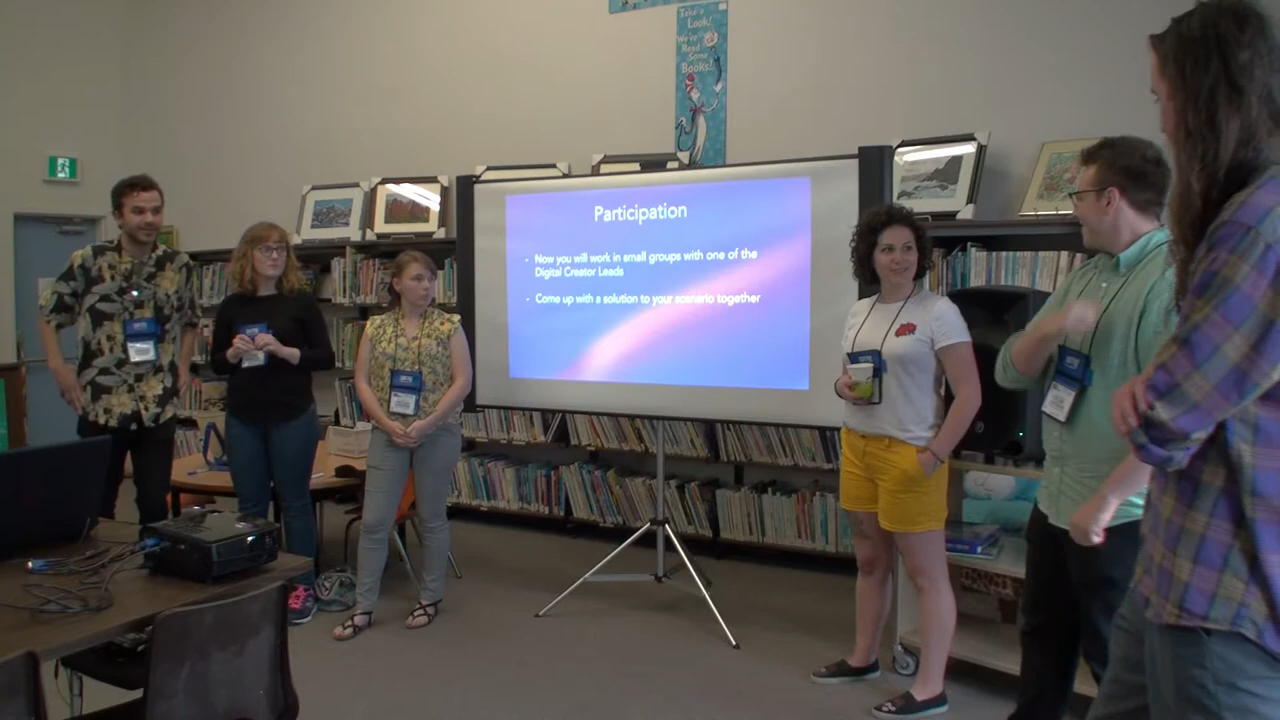 Take a
Look!
We've
Read
Some
Books!
Participation
- Now you will work in small groups with one of the
Digital Creator Leads
- Come up with a solution to your scenario together